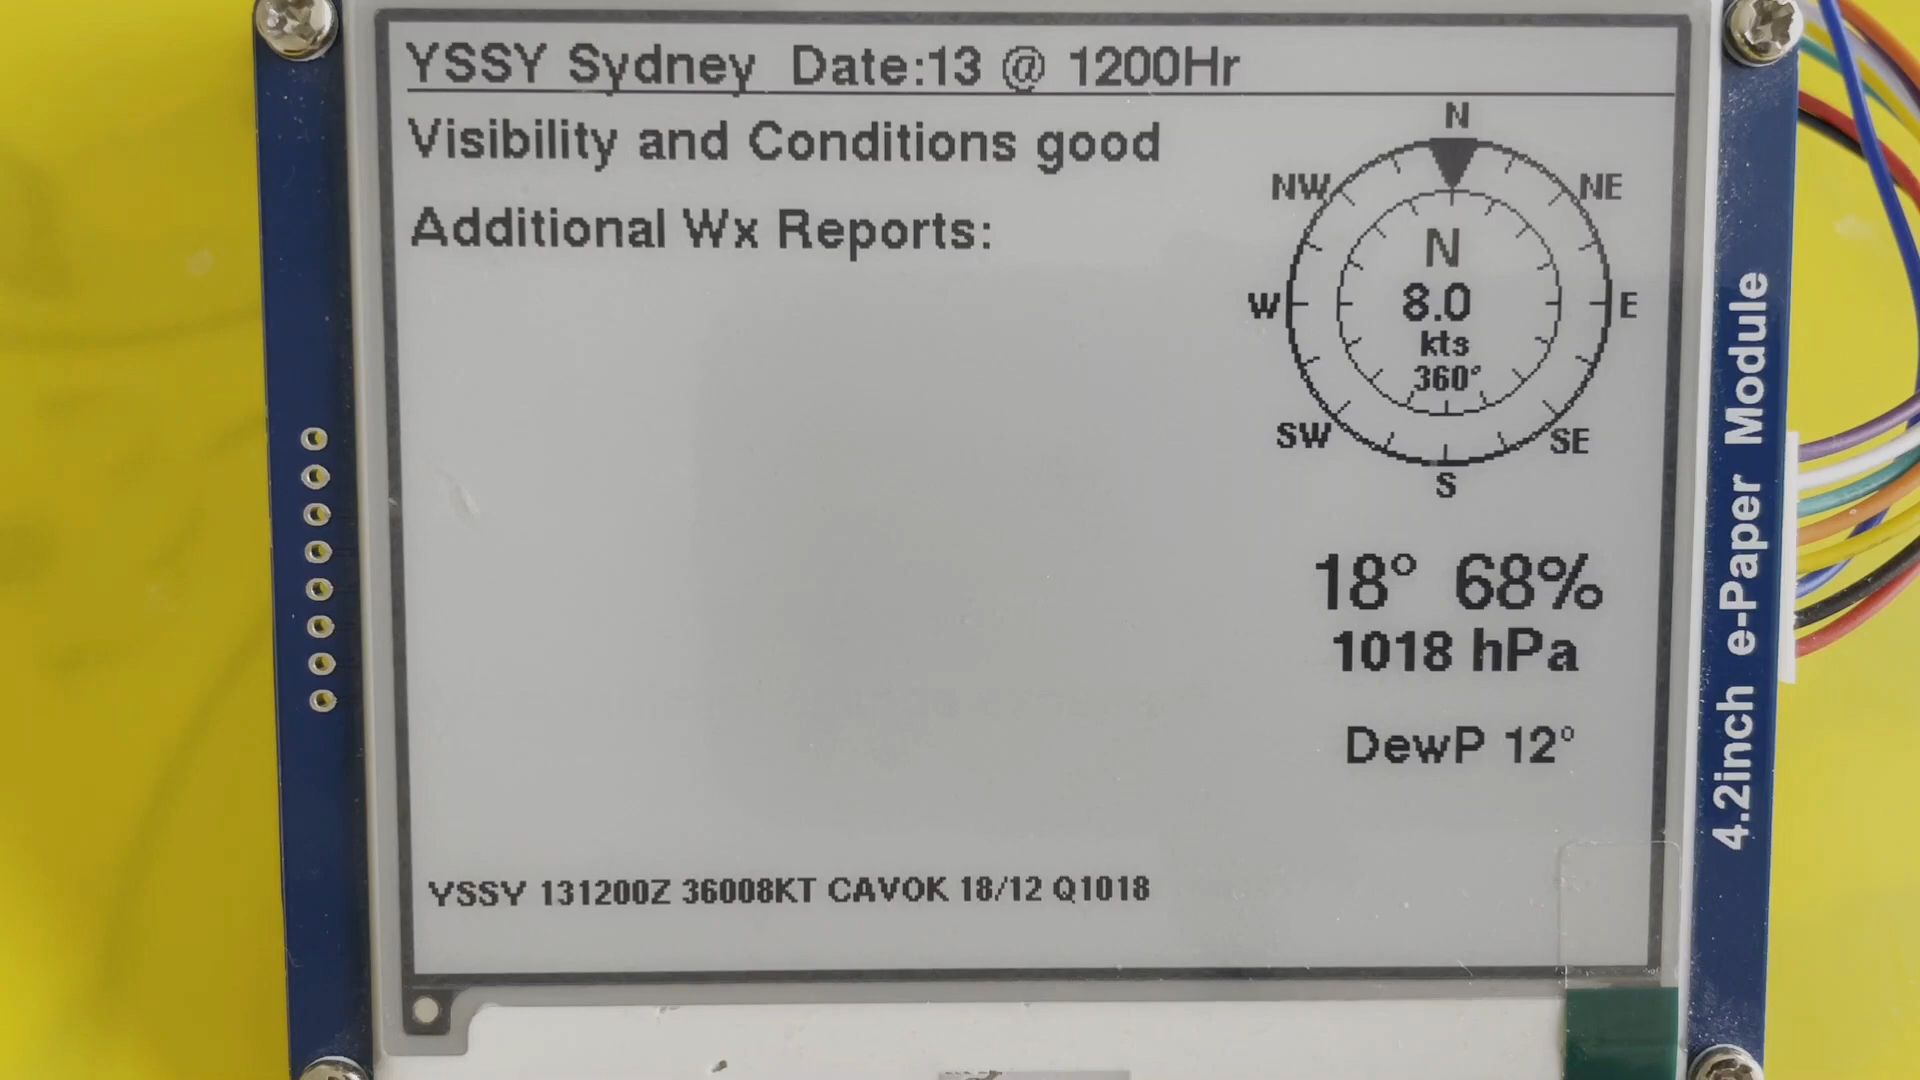 YSSY Sydney Date:13 @ 1200Hr
Visibility and Conditions good
Additional Wx Reports:
N
NW
NE
N
8.0
W
E
kts
360°
SW
SE
S
18° 68%
1018 hPa
DewP 12°
YSSY 131200Z 36008KT CAVOK 18/12 Q1018
4.2inch e-Paper Module